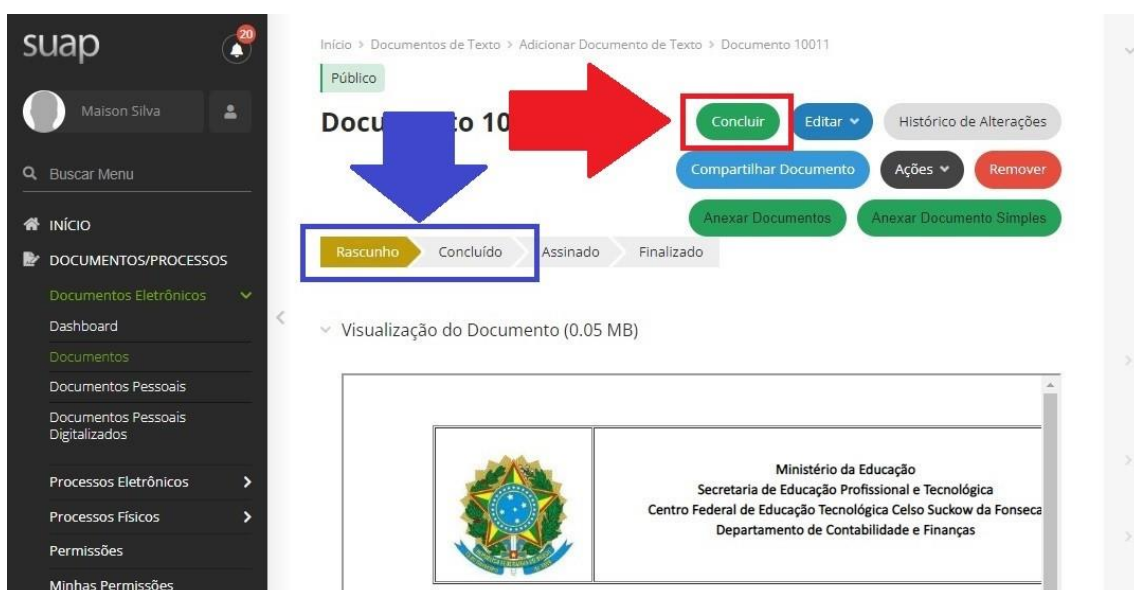 suap
20
Maison Silva
Buscar Menu
INÍCIO
DOCUMENTOS/PROCESSOS
Documentos Eletrônicos
Dashboard
Documentos
Documentos Pessoais
Documentos Pessoais
Digitalizados
Processos Eletrônicos
Processos Físicos
Permissões
Minhas Permissões
Início > Documentos de Texto > Adicionar Documento de Texto > Documento 10011
Público
Docu o 10
Concluir
Editar
Histórico de Alterações
Compartilhar Documento
Ações
Remover
Anexar Documentos
Anexar Documento Simples
Rascunho
Concluído
Assinado
Finalizado
Visualização do Documento (0.05 MB)
Ministério da Educação
Secretaria de Educação Profissional e Tecnológica
Centro Federal de Educação Tecnológica Celso Suckow da Fonseca
Departamento de Contabilidade e Finanças